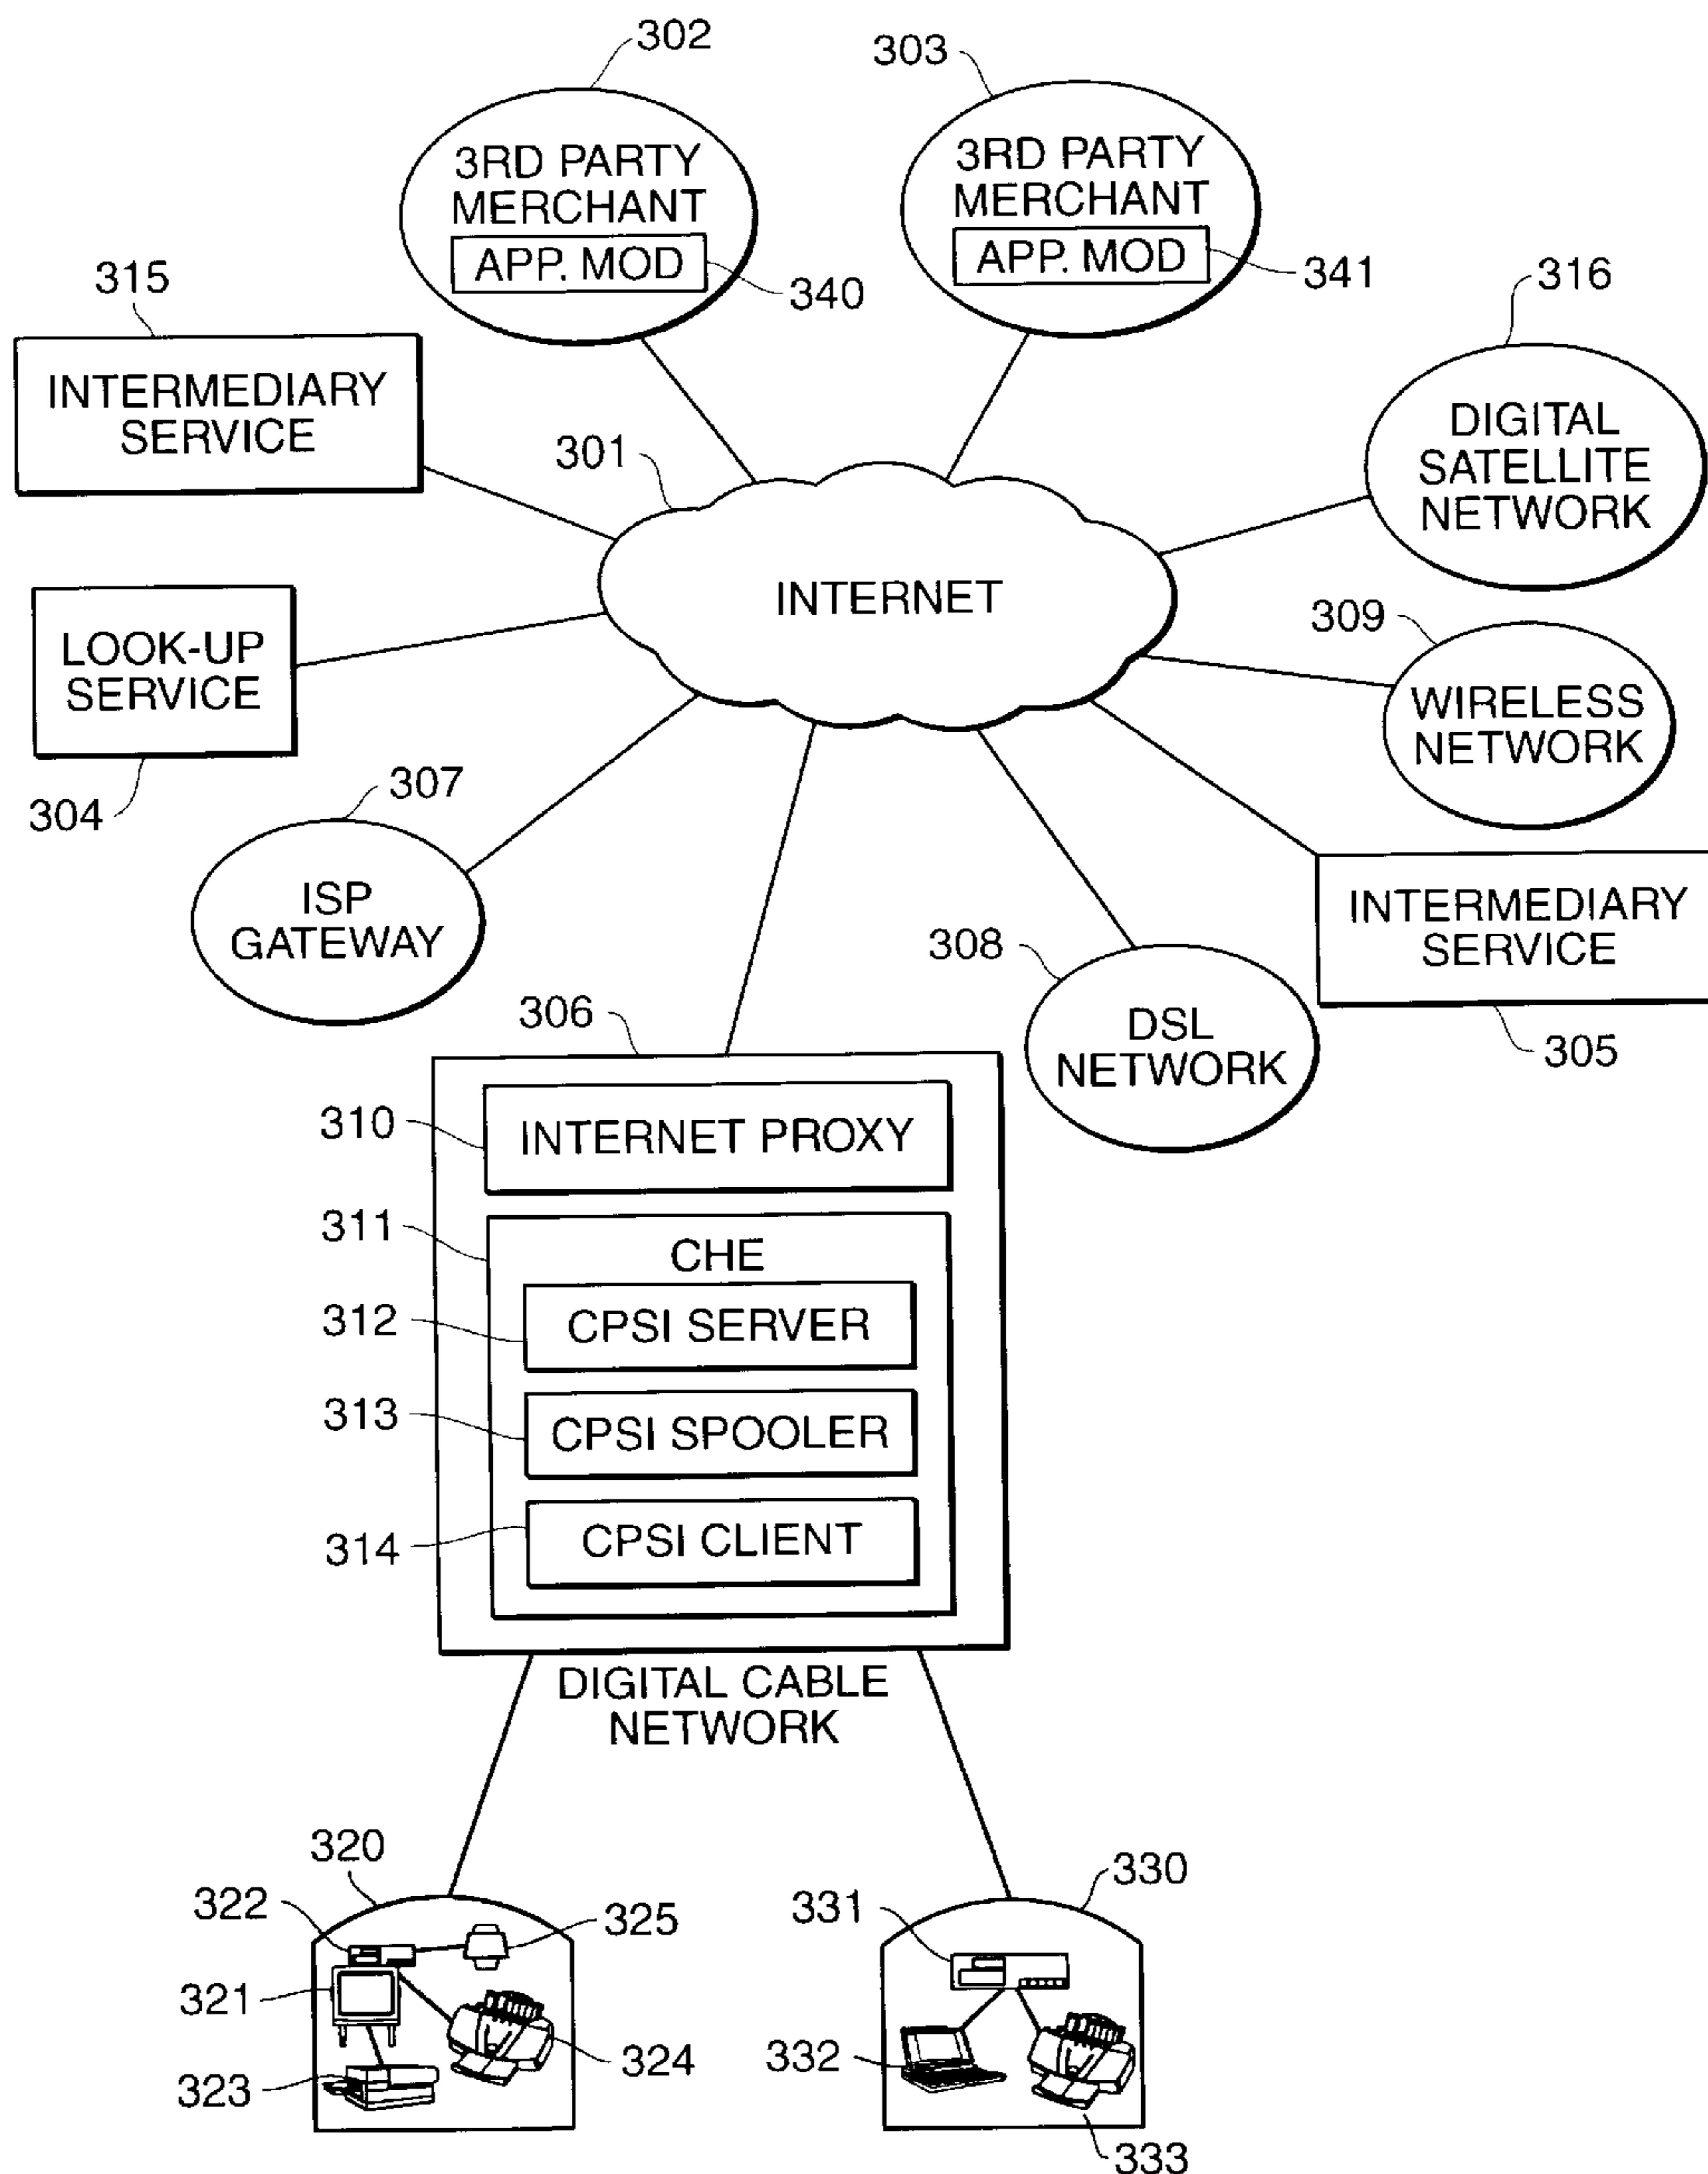 302
303
3RD PARTY
MERCHANT
APP. MOD
340
3RD PARTY
MERCHANT
APP. MOD
341
315
316
INTERMEDIARY
SERVICE
DIGITAL
SATELLITE
NETWORK
301
INTERNET
309
LOOK-UP
SERVICE
304
WIRELESS
NETWORK
307
ISP
GATEWAY
INTERMEDIARY
SERVICE
305
308
DSL
NETWORK
306
310
INTERNET PROXY
311
CHE
312
CPSI SERVER
313
CPSI SPOOLER
314
CPSI CLIENT
DIGITAL CABLE
NETWORK
320
322
325
321
324
323
330
331
332
333